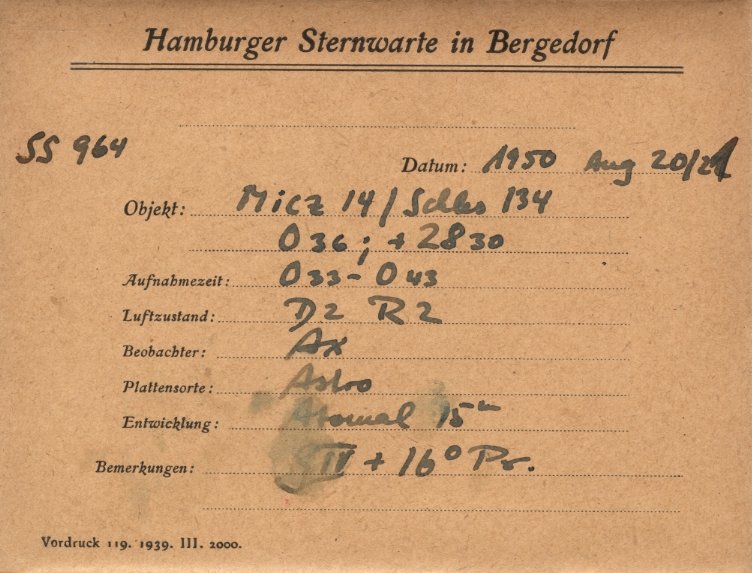 Hamburger Sternwarte in Bergedorf
SS 964
Datum: 1950 Aug 20/21
Objekt: Micz 14 /
134
0 36 ; + 28 30
Aufnahmezeit: 0 33 - 0 43
Luftzustand: D2 R2
Beobachter: Ax
Plattensorte: Astro
Entwicklung: Atomal 15ᵐ
Bemerkungen: + 16° Pr.
Vordruck 119. 1939. III. 2000.